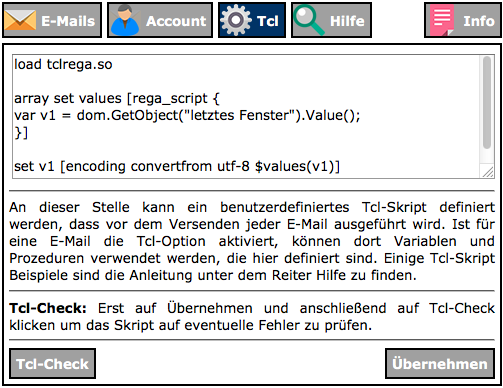 E-Mails Account Tcl Hilfe Info
load tclrega.so
array set values [rega_script {
var v1 = dom.GetObject("letztes Fenster").Value();
}]
set v1 [encoding convertfrom utf-8 $values(v1)]
An dieser Stelle kann ein benutzerdefiniertes Tcl-Skript definiert
werden, dass vor dem Versenden jeder E-Mail ausgeführt wird. Ist für
eine E-Mail die Tcl-Option aktiviert, können dort Variablen und
Prozeduren verwendet werden, die hier definiert sind. Einige Tcl-Skript
Beispiele sind die Anleitung unter dem Reiter Hilfe zu finden.
Tcl-Check: Erst auf Übernehmen und anschließend auf Tcl-Check
klicken um das Skript auf eventuelle Fehler zu prüfen.
Tcl-Check Übernehmen